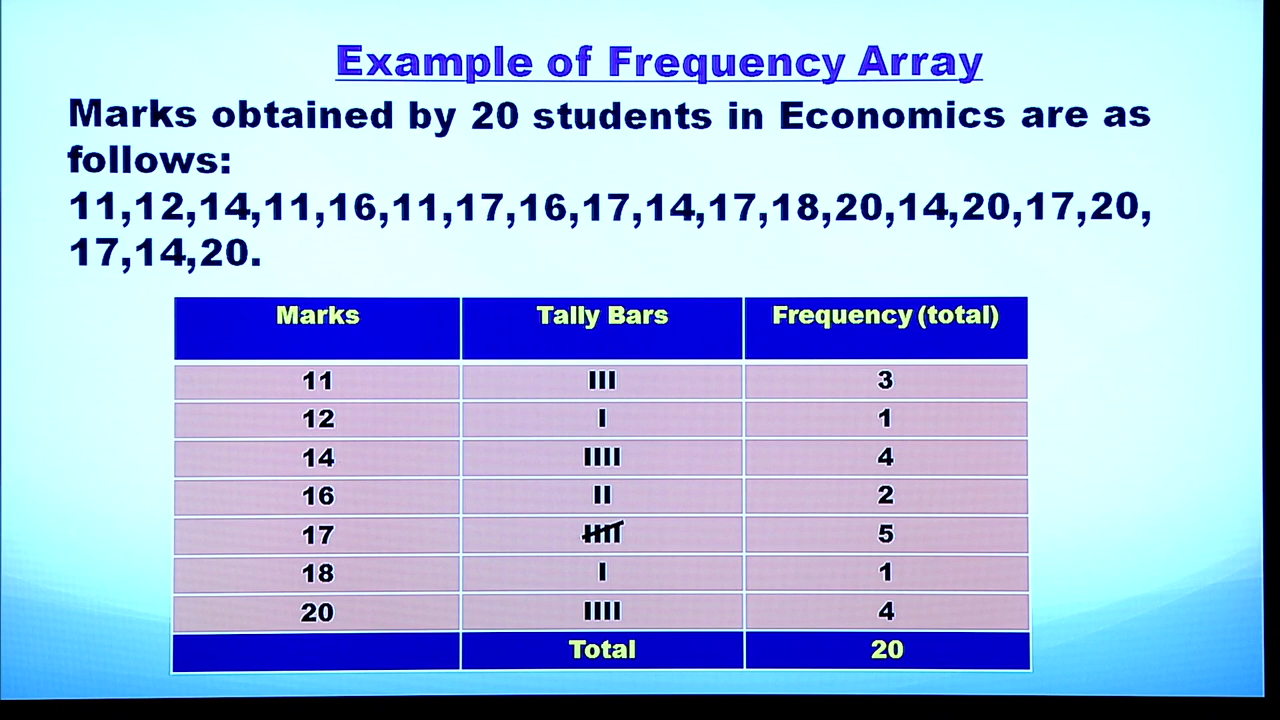 Example of Frequency Array
Marks obtained by 20 students in Economics are as
follows:
11,12,14,11,16,11,17,16,17,14,17,18,20,14,20,17,20,
17,14,20.
Marks Tally Bars Frequency (total)
11 III 3
12 I 1
14 IIII 4
16 II 2
17 IIII 5
18 I 1
20 IIII 4
Total 20